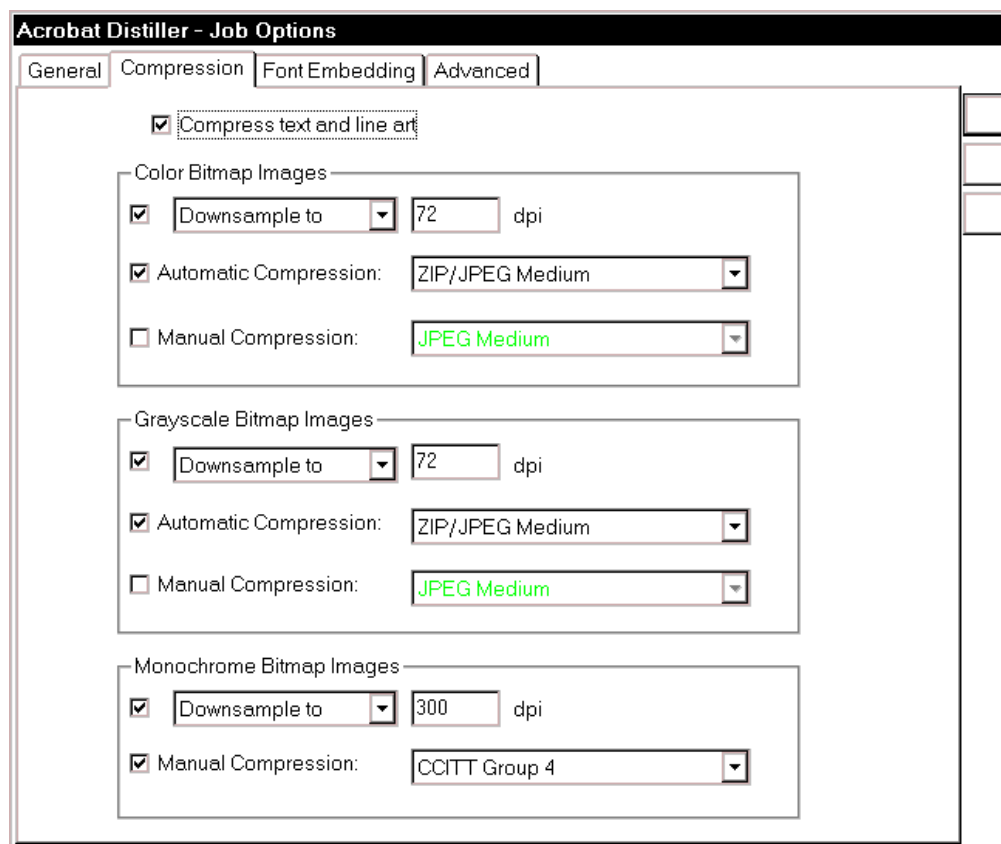 Acrobat Distiller - Job Options
General Compression Font Embedding Advanced
Compress text and line art
Color Bitmap Images
Downsample to 72 dpi
Automatic Compression: ZIP/JPEG Medium
Manual Compression: JPEG Medium
Grayscale Bitmap Images
Downsample to 72 dpi
Automatic Compression: ZIP/JPEG Medium
Manual Compression: JPEG Medium
Monochrome Bitmap Images
Downsample to 300 dpi
Manual Compression: CCITT Group 4